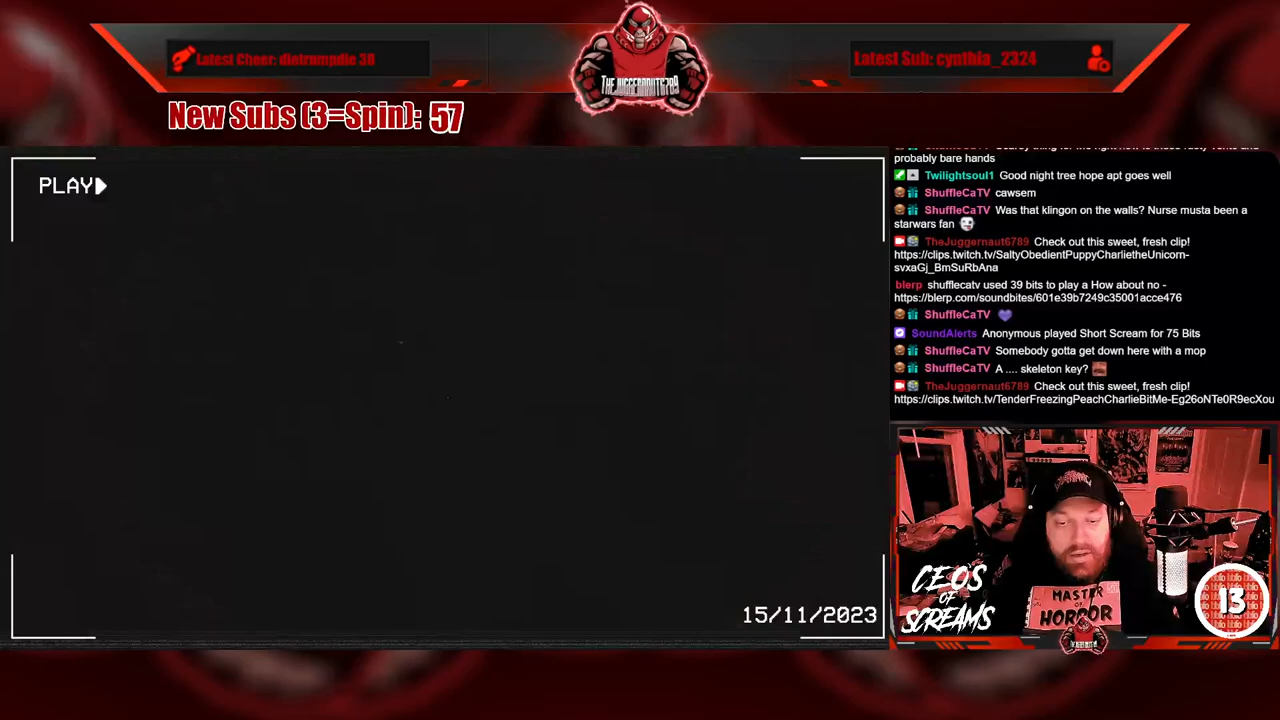 Latest Cheer: dietrumpdie 30
THEJUGGERNAUT6789
Latest Sub: cynthia_2324
New Subs (3=Spin): 57
PLAY
15/11/2023
probably bare hands
Twilightsoul1 Good night tree hope apt goes well
ShuffleCaTV cawsem
ShuffleCaTV Was that klingon on the walls? Nurse musta been a
starwars fan
TheJuggernaut6789 Check out this sweet, fresh clip!
https://clips.twitch.tv/SaltyObedientPuppyCharlietheUnicorn-
svxaGj_BmSuRbAna
blerp shufflecatv used 39 bits to play a How about no -
https://blerp.com/soundbites/601e39b7249c35001acce476
ShuffleCaTV
SoundAlerts Anonymous played Short Scream for 75 Bits
ShuffleCaTV Somebody gotta get down here with a mop
ShuffleCaTV A .... skeleton key?
TheJuggernaut6789 Check out this sweet, fresh clip!
https://clips.twitch.tv/TenderFreezingPeachCharlieBitMe-Eg26oNTe0R9ecXou
CEO'S
OF
SCREAMS
MASTER
OF
HORROR
13